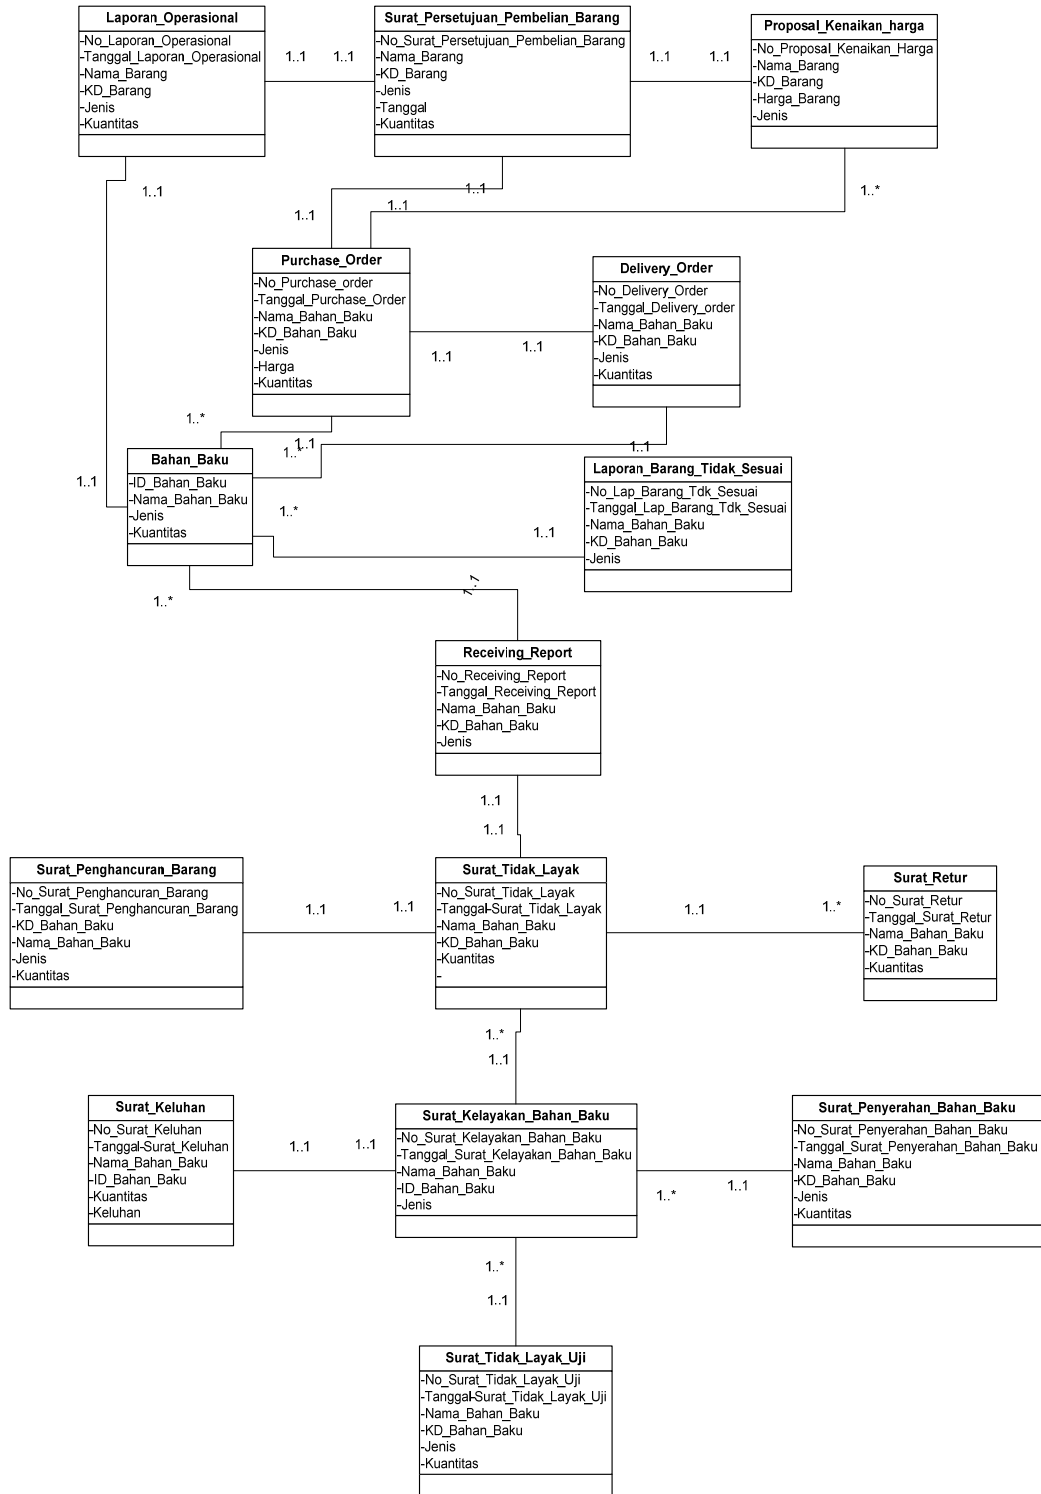 Laporan_Operasional
-No_Laporan_Operasional
-Tanggal_Laporan_Operasional
-Nama_Barang
-KD_Barang
-Jenis
-Kuantitas
1..1
1..1
Surat_Persetujuan_Pembelian_Barang
-No_Surat_Persetujuan_Pembelian_Barang
-Nama_Barang
-KD_Barang
-Jenis
-Tanggal
-Kuantitas
1..1
1..1
Proposal_Kenaikan_harga
-No_Proposal_Kenaikan_Harga
-Nama_Barang
-KD_Barang
-Harga_Barang
-Jenis
1..1
1..1
1..*
1..1
1..1
Purchase_Order
-No_Purchase_order
-Tanggal_Purchase_Order
-Nama_Bahan_Baku
-KD_Bahan_Baku
-Jenis
-Harga
-Kuantitas
1..1
1..1
Delivery_Order
-No_Delivery_Order
-Tanggal_Delivery_order
-Nama_Bahan_Baku
-KD_Bahan_Baku
-Jenis
-Kuantitas
1..*
1..1
1..*
1..1
1..1
Bahan_Baku
-ID_Bahan_Baku
-Nama_Bahan_Baku
-Jenis
-Kuantitas
1..*
1..1
Laporan_Barang_Tidak_Sesuai
-No_Lap_Barang_Tdk_Sesuai
-Tanggal_Lap_Barang_Tdk_Sesuai
-Nama_Bahan_Baku
-KD_Bahan_Baku
-Jenis
1..*
1..1
Receiving_Report
-No_Receiving_Report
-Tanggal_Receiving_Report
-Nama_Bahan_Baku
-KD_Bahan_Baku
-Jenis
1..1
1..1
Surat_Penghancuran_Barang
-No_Surat_Penghancuran_Barang
-Tanggal_Surat_Penghancuran_Barang
-KD_Bahan_Baku
-Nama_Bahan_Baku
-Jenis
-Kuantitas
1..1
1..1
Surat_Tidak_Layak
-No_Surat_Tidak_Layak
-Tanggal-Surat_Tidak_Layak
-Nama_Bahan_Baku
-KD_Bahan_Baku
-Kuantitas
-
1..1
1..*
Surat_Retur
-No_Surat_Retur
-Tanggal_Surat_Retur
-Nama_Bahan_Baku
-KD_Bahan_Baku
-Kuantitas
1..*
1..1
Surat_Keluhan
-No_Surat_Keluhan
-Tanggal-Surat_Keluhan
-Nama_Bahan_Baku
-ID_Bahan_Baku
-Kuantitas
-Keluhan
1..1
1..1
Surat_Kelayakan_Bahan_Baku
-No_Surat_Kelayakan_Bahan_Baku
-Tanggal_Surat_Kelayakan_Bahan_Baku
-Nama_Bahan_Baku
-ID_Bahan_Baku
-Jenis
1..*
1..1
Surat_Penyerahan_Bahan_Baku
-No_Surat_Penyerahan_Bahan_Baku
-Tanggal_Surat_Penyerahan_Bahan_Baku
-Nama_Bahan_Baku
-KD_Bahan_Baku
-Jenis
-Kuantitas
1..*
1..1
Surat_Tidak_Layak_Uji
-No_Surat_Tidak_Layak_Uji
-Tanggal-Surat_Tidak_Layak_Uji
-Nama_Bahan_Baku
-KD_Bahan_Baku
-Jenis
-Kuantitas